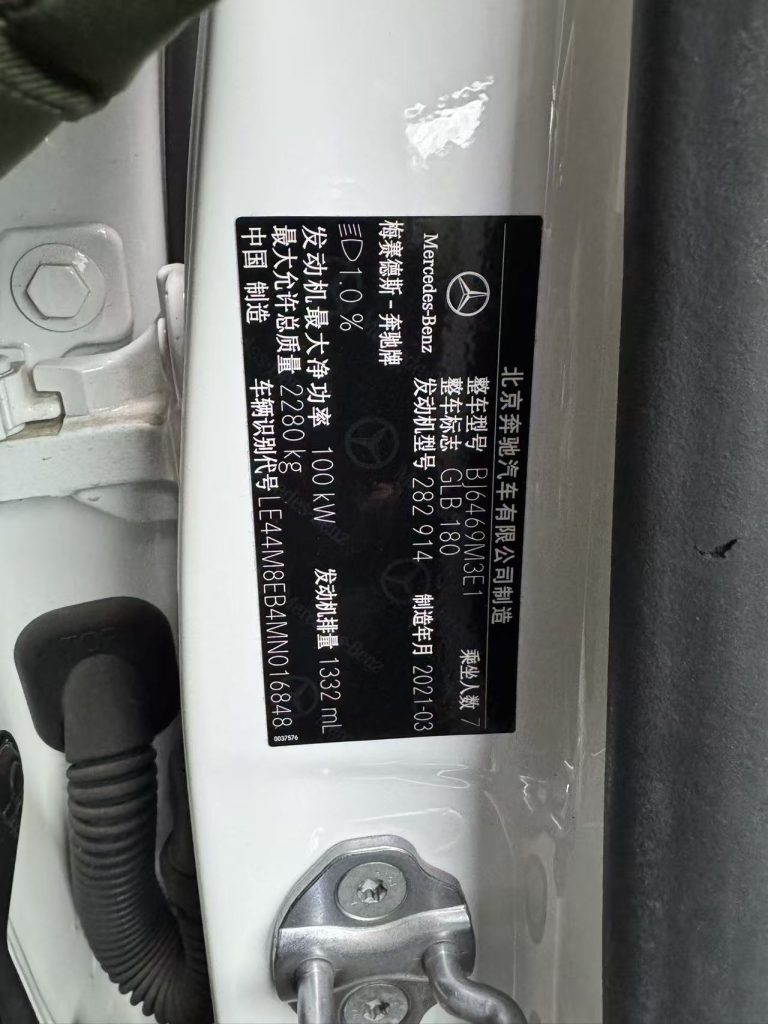 北京奔驰汽车有限公司制造
整车型号 BJ6469M3E1 乘坐人数 7
整车标志 GLB 180
Mercedes-Benz 发动机型号 282 914 制造年月 2021-03
梅赛德斯-奔驰牌
1.0 %
发动机最大净功率 100 kW 发动机排量 1332 mL
最大允许总质量 2280 kg
中国 制造 车辆识别代号 LE44M8EB4MN016848
0037576
TOP